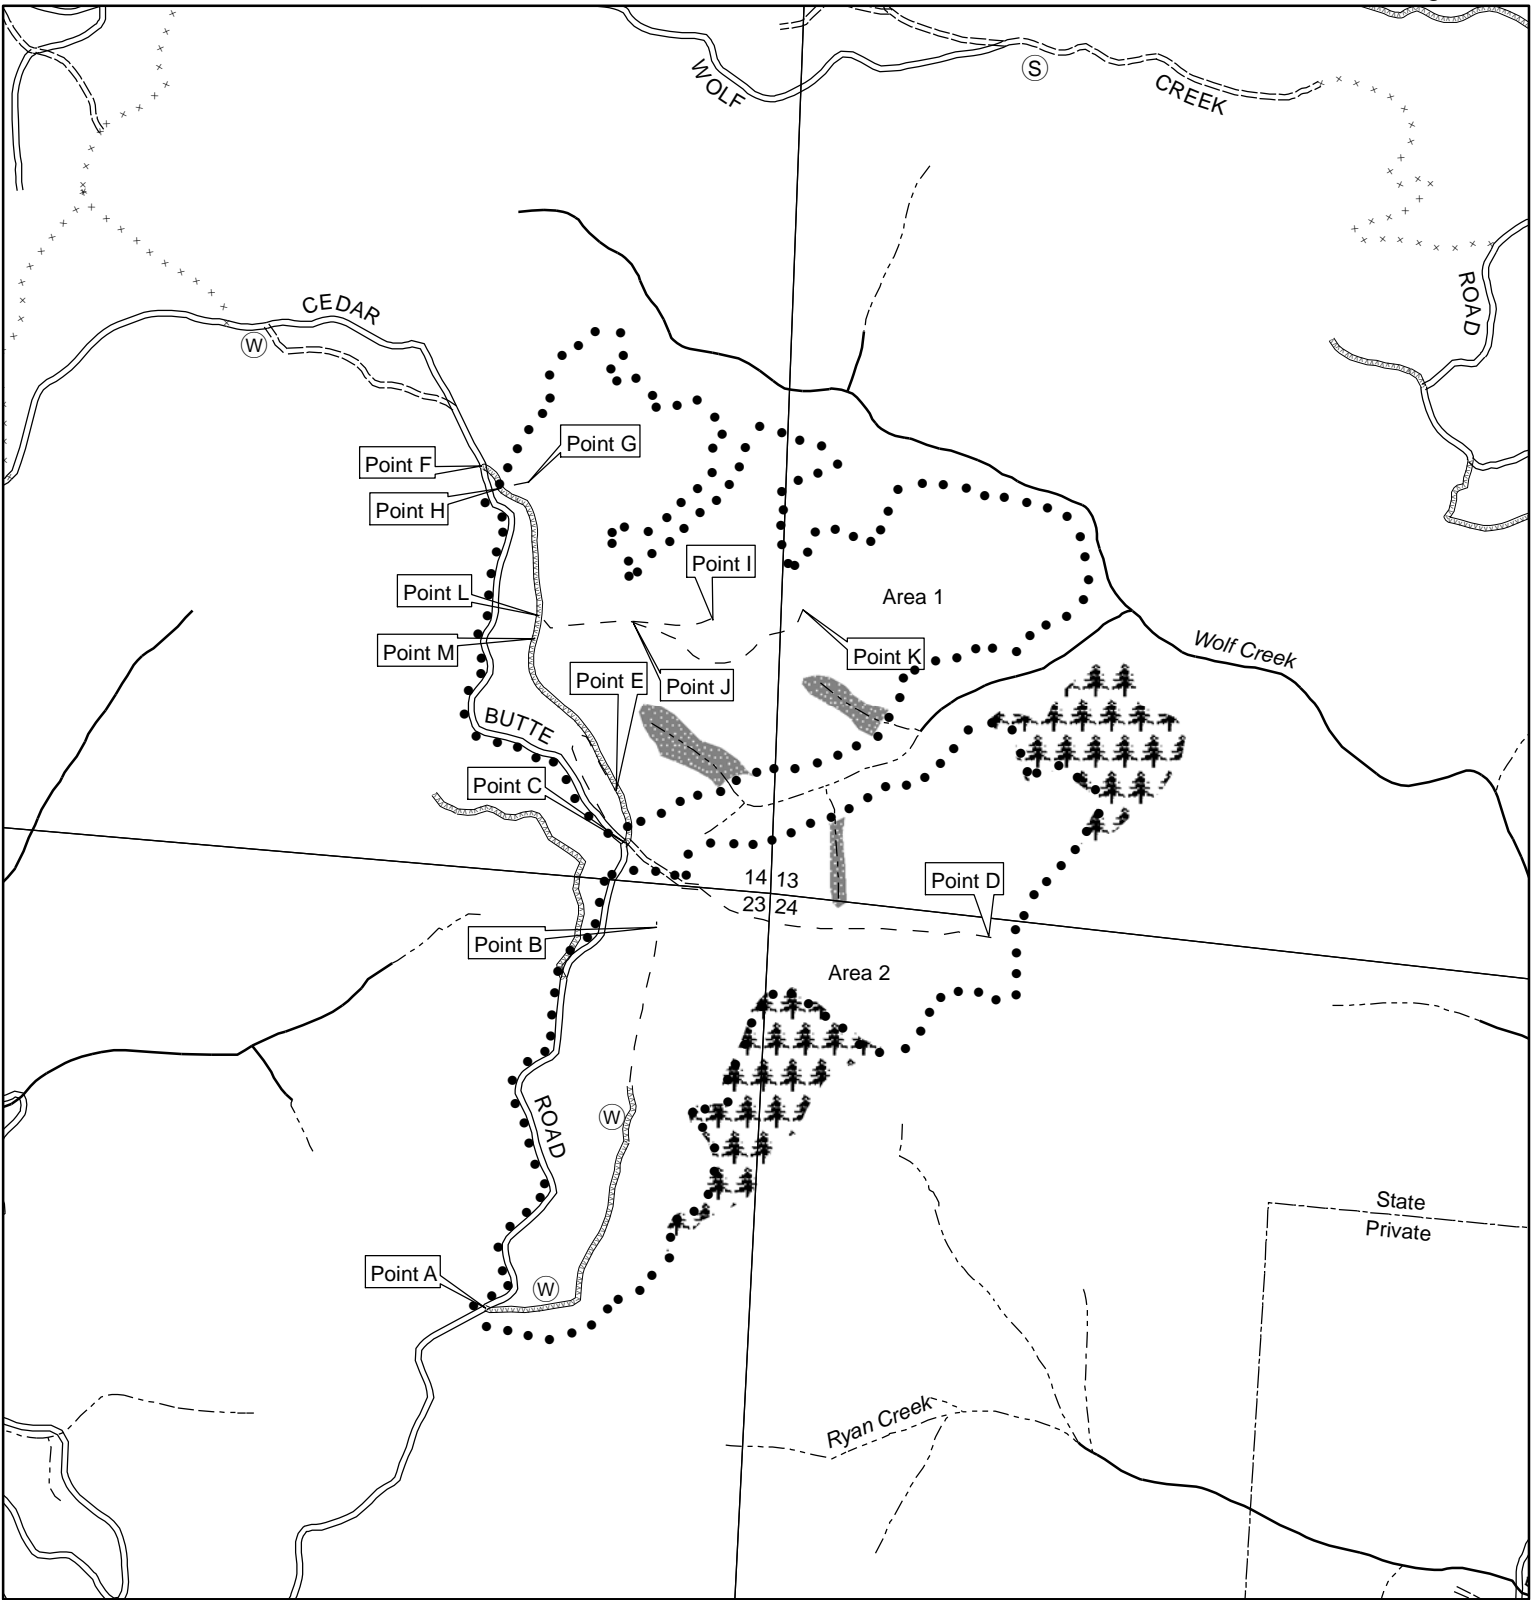 WOLF
S
CREEK
CEDAR
W
ROAD
Point G
Point F
Point H
Point I
Point L
Area 1
Point M
Wolf Creek
Point K
Point E
Point J
BUTTE
Point C
14 13
Point D
23 24
Point B
Area 2
W
ROAD
State
Private
Point A
W
Ryan Creek